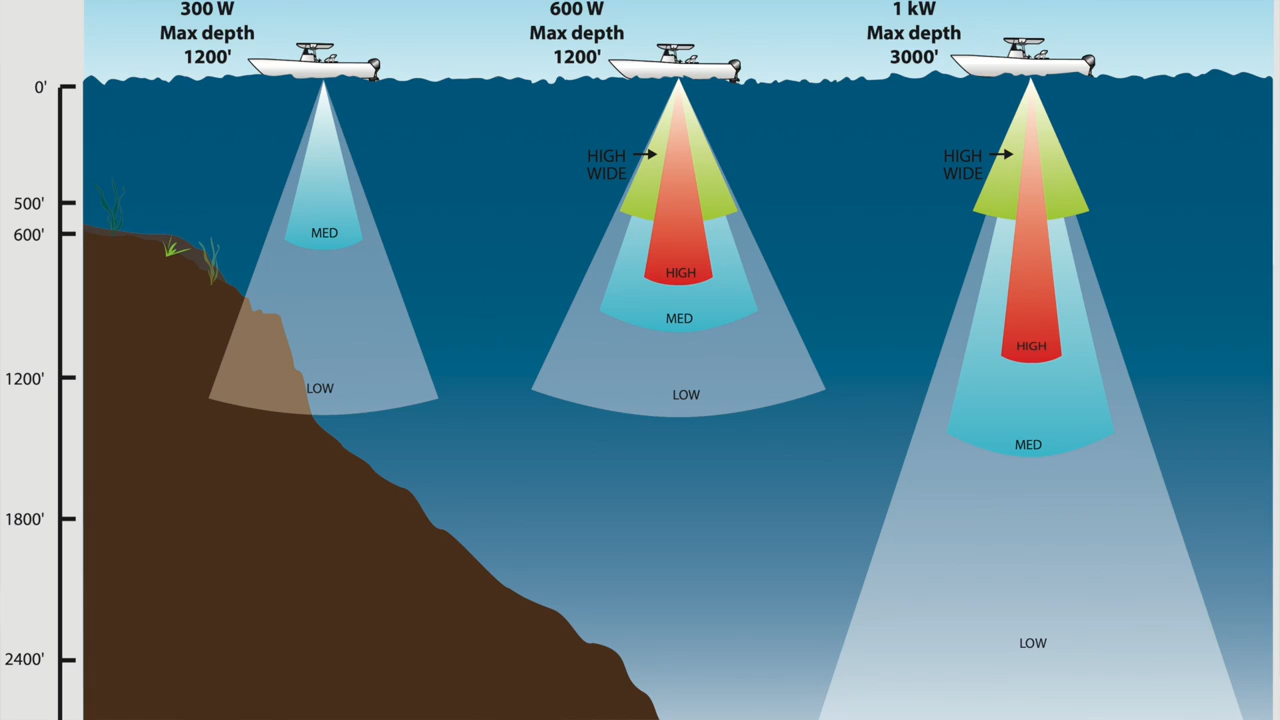 300 W
Max depth
1200'
600 W
Max depth
1200'
1 kW
Max depth
3000'
0'
500'
600'
1200'
1800'
2400'
MED
LOW
HIGH
WIDE
HIGH
MED
LOW
HIGH
WIDE
HIGH
MED
LOW